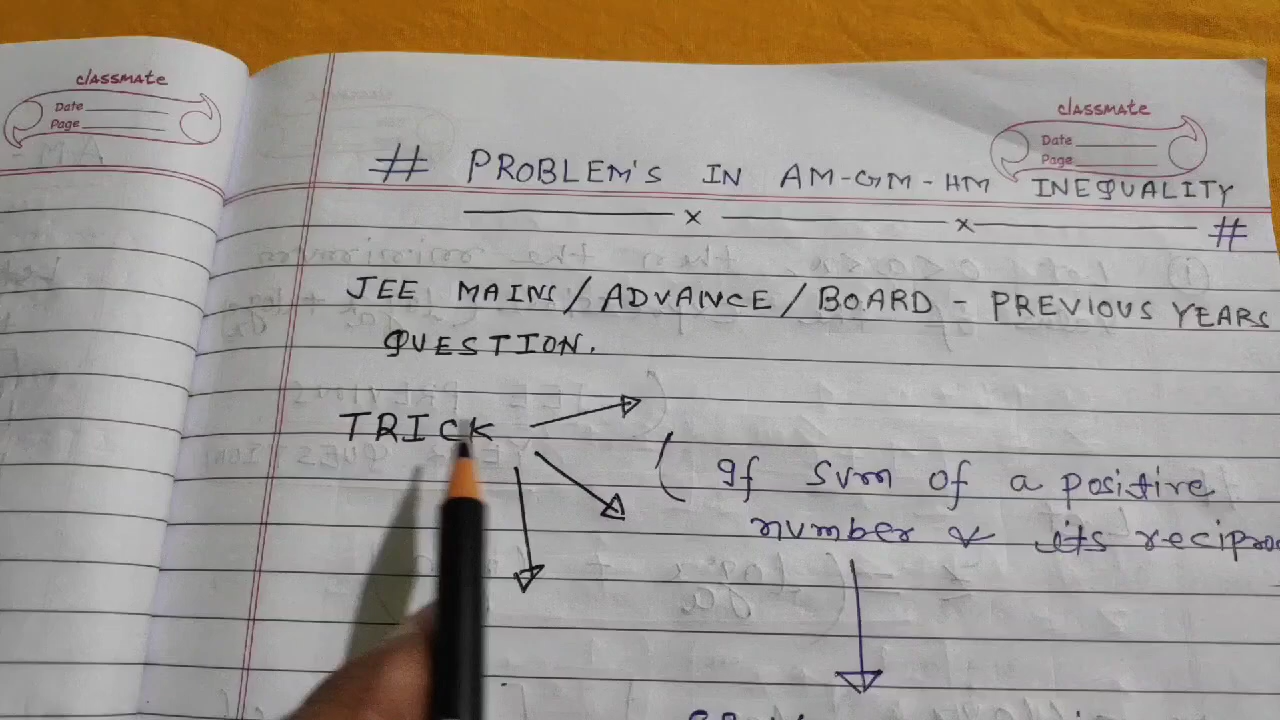 classmate
Date
Page
classmate
Date
Page
# PROBLEM'S IN AM-GM-HM INEQUALITY
#
JEE MAINS/ADVANCE/BOARD - PREVIOUS YEARS
QUESTION.
TRICK
( If sum of a positive
number & its